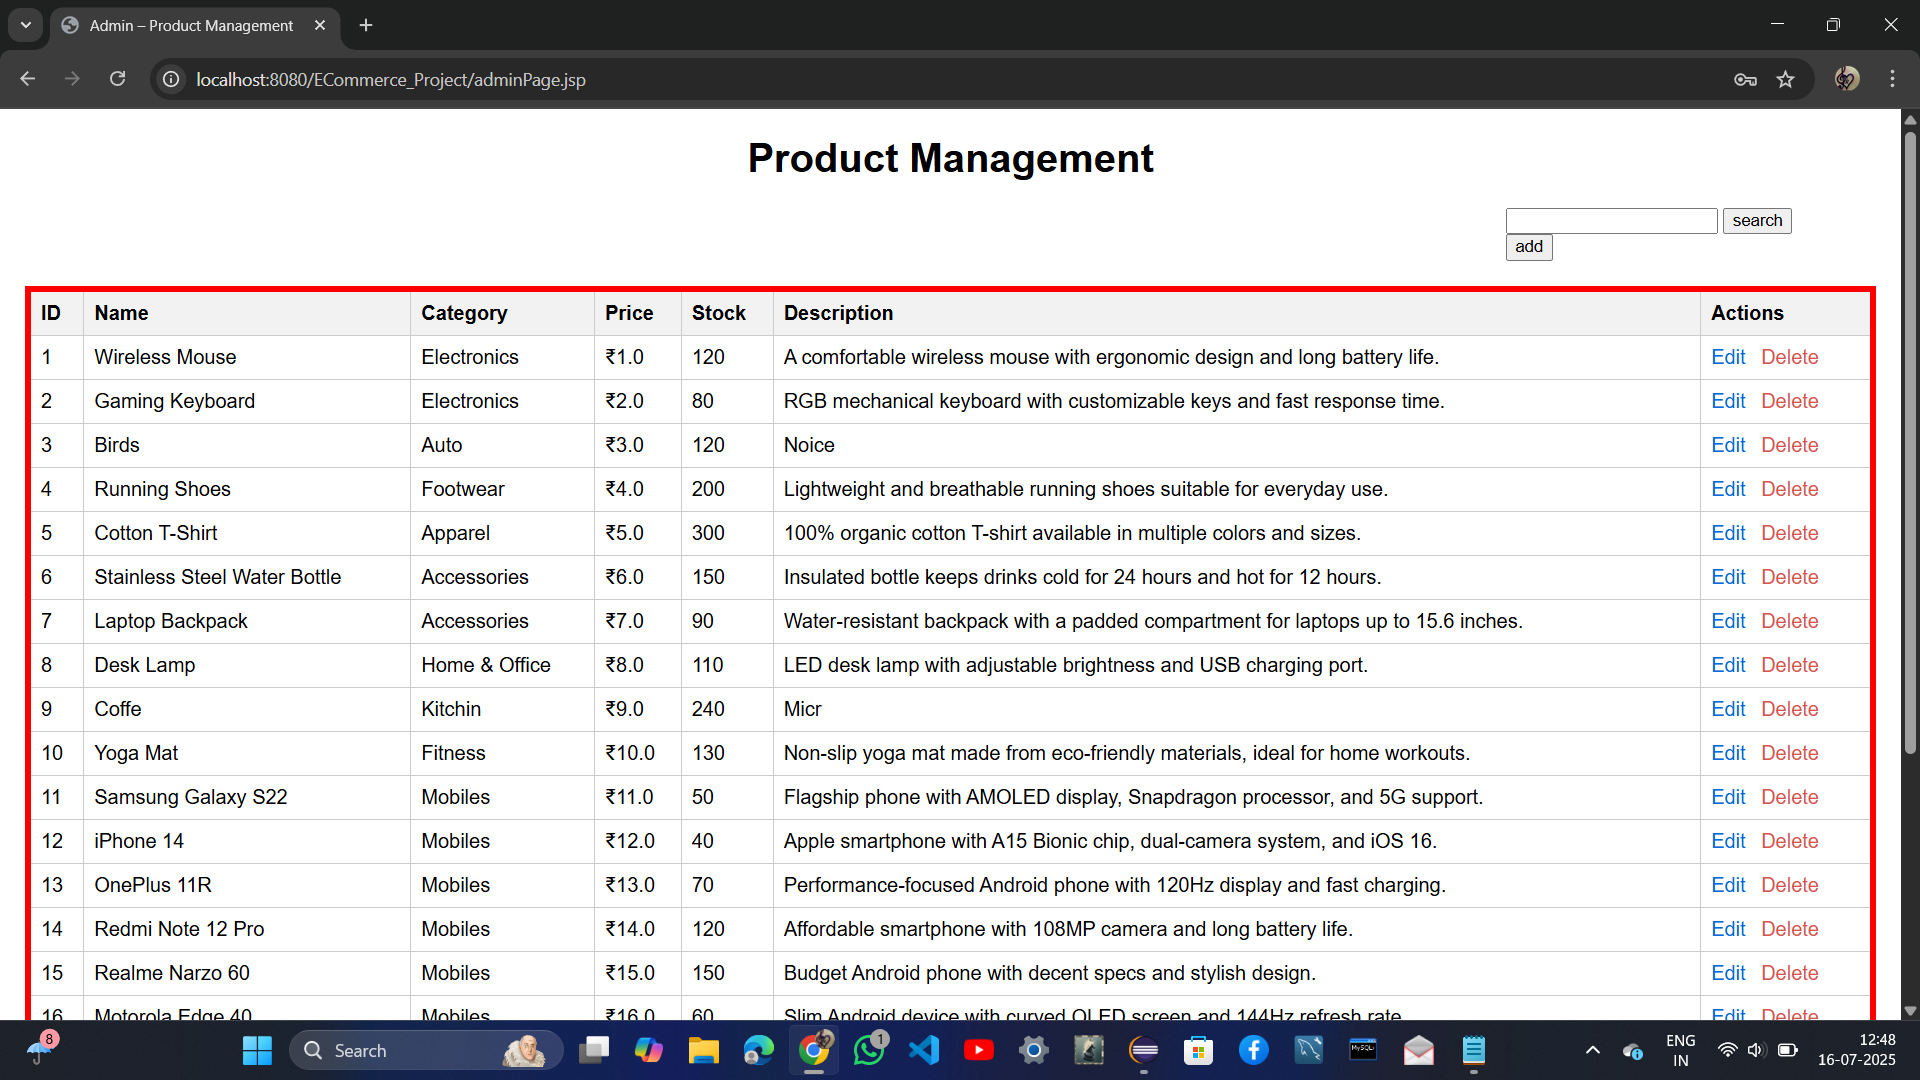 Admin – Product Management
localhost:8080/ECommerce_Project/adminPage.jsp
Product Management
search
add
ID Name Category Price Stock Description Actions
1 Wireless Mouse Electronics ₹1.0 120 A comfortable wireless mouse with ergonomic design and long battery life. Edit Delete
2 Gaming Keyboard Electronics ₹2.0 80 RGB mechanical keyboard with customizable keys and fast response time. Edit Delete
3 Birds Auto ₹3.0 120 Noice Edit Delete
4 Running Shoes Footwear ₹4.0 200 Lightweight and breathable running shoes suitable for everyday use. Edit Delete
5 Cotton T-Shirt Apparel ₹5.0 300 100% organic cotton T-shirt available in multiple colors and sizes. Edit Delete
6 Stainless Steel Water Bottle Accessories ₹6.0 150 Insulated bottle keeps drinks cold for 24 hours and hot for 12 hours. Edit Delete
7 Laptop Backpack Accessories ₹7.0 90 Water-resistant backpack with a padded compartment for laptops up to 15.6 inches. Edit Delete
8 Desk Lamp Home & Office ₹8.0 110 LED desk lamp with adjustable brightness and USB charging port. Edit Delete
9 Coffe Kitchin ₹9.0 240 Micr Edit Delete
10 Yoga Mat Fitness ₹10.0 130 Non-slip yoga mat made from eco-friendly materials, ideal for home workouts. Edit Delete
11 Samsung Galaxy S22 Mobiles ₹11.0 50 Flagship phone with AMOLED display, Snapdragon processor, and 5G support. Edit Delete
12 iPhone 14 Mobiles ₹12.0 40 Apple smartphone with A15 Bionic chip, dual-camera system, and iOS 16. Edit Delete
13 OnePlus 11R Mobiles ₹13.0 70 Performance-focused Android phone with 120Hz display and fast charging. Edit Delete
14 Redmi Note 12 Pro Mobiles ₹14.0 120 Affordable smartphone with 108MP camera and long battery life. Edit Delete
15 Realme Narzo 60 Mobiles ₹15.0 150 Budget Android phone with decent specs and stylish design. Edit Delete
16 Motorola Edge 40 Mobiles ₹16.0 60 Slim Android device with curved OLED screen and 144Hz refresh rate Edit Delete
8
Search
1
MySQL
ENG
IN
12:48
16-07-2025